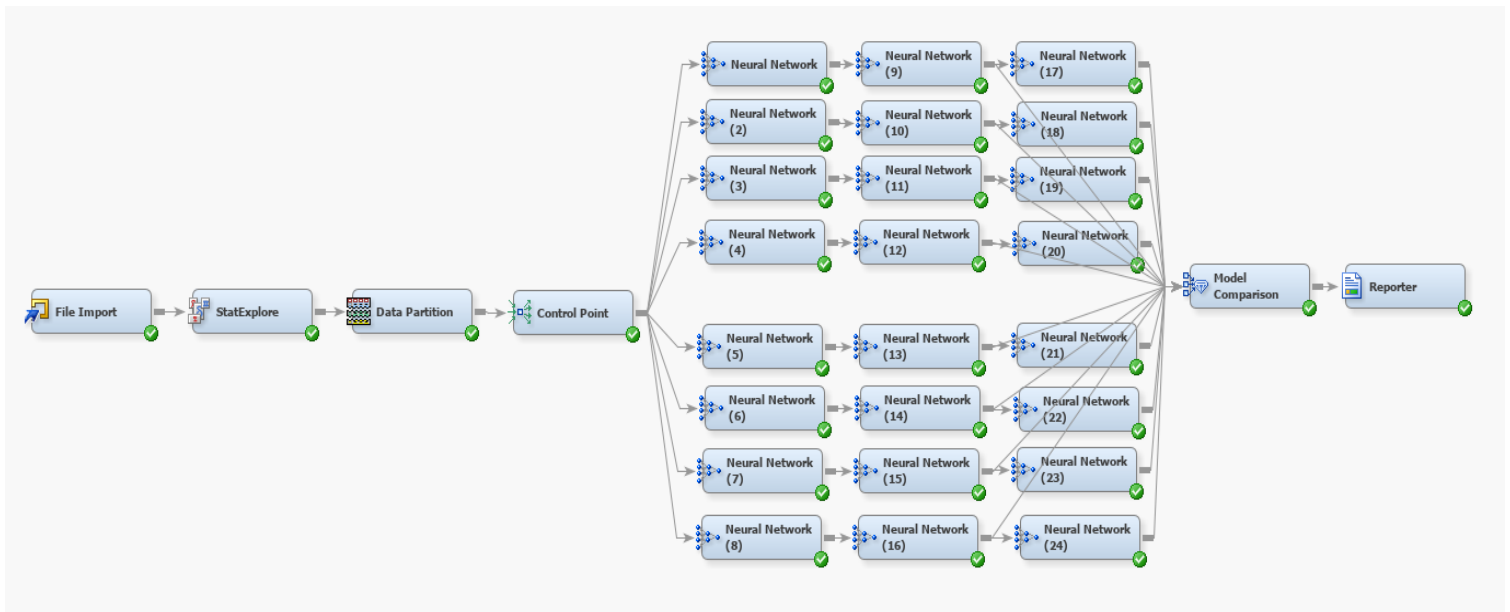 File Import
StatExplore
Data Partition
Control Point
Neural Network
Neural Network
(2)
Neural Network
(3)
Neural Network
(4)
Neural Network
(5)
Neural Network
(6)
Neural Network
(7)
Neural Network
(8)
Neural Network
(9)
Neural Network
(10)
Neural Network
(11)
Neural Network
(12)
Neural Network
(13)
Neural Network
(14)
Neural Network
(15)
Neural Network
(16)
Neural Network
(17)
Neural Network
(18)
Neural Network
(19)
Neural Network
(20)
Neural Network
(21)
Neural Network
(22)
Neural Network
(23)
Neural Network
(24)
Model
Comparison
Reporter